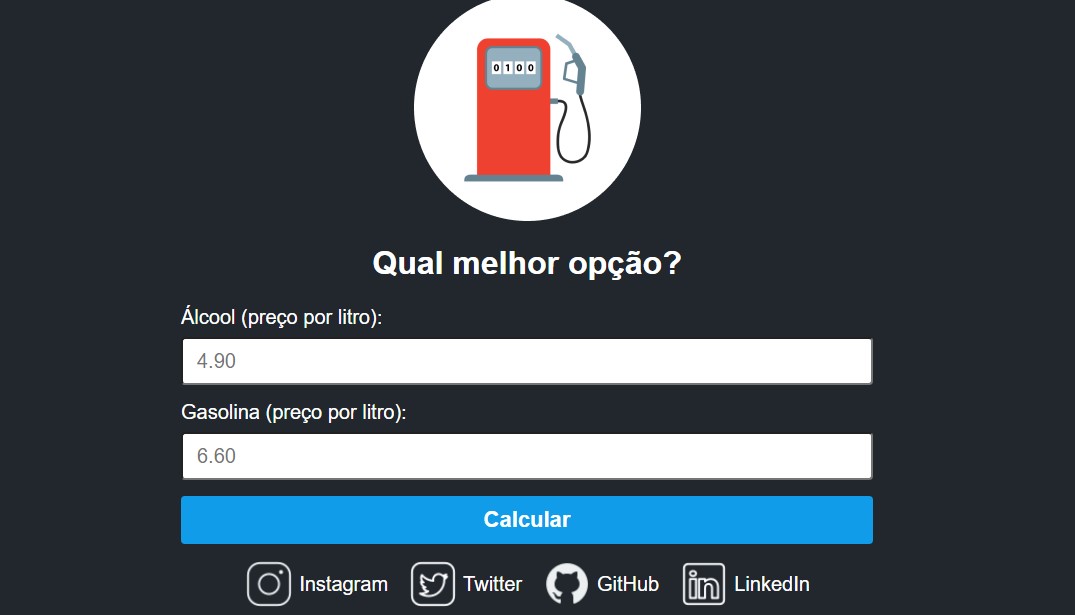 0100
Qual melhor opção?
Álcool (preço por litro):
4.90
Gasolina (preço por litro):
6.60
Calcular
Instagram Twitter GitHub LinkedIn